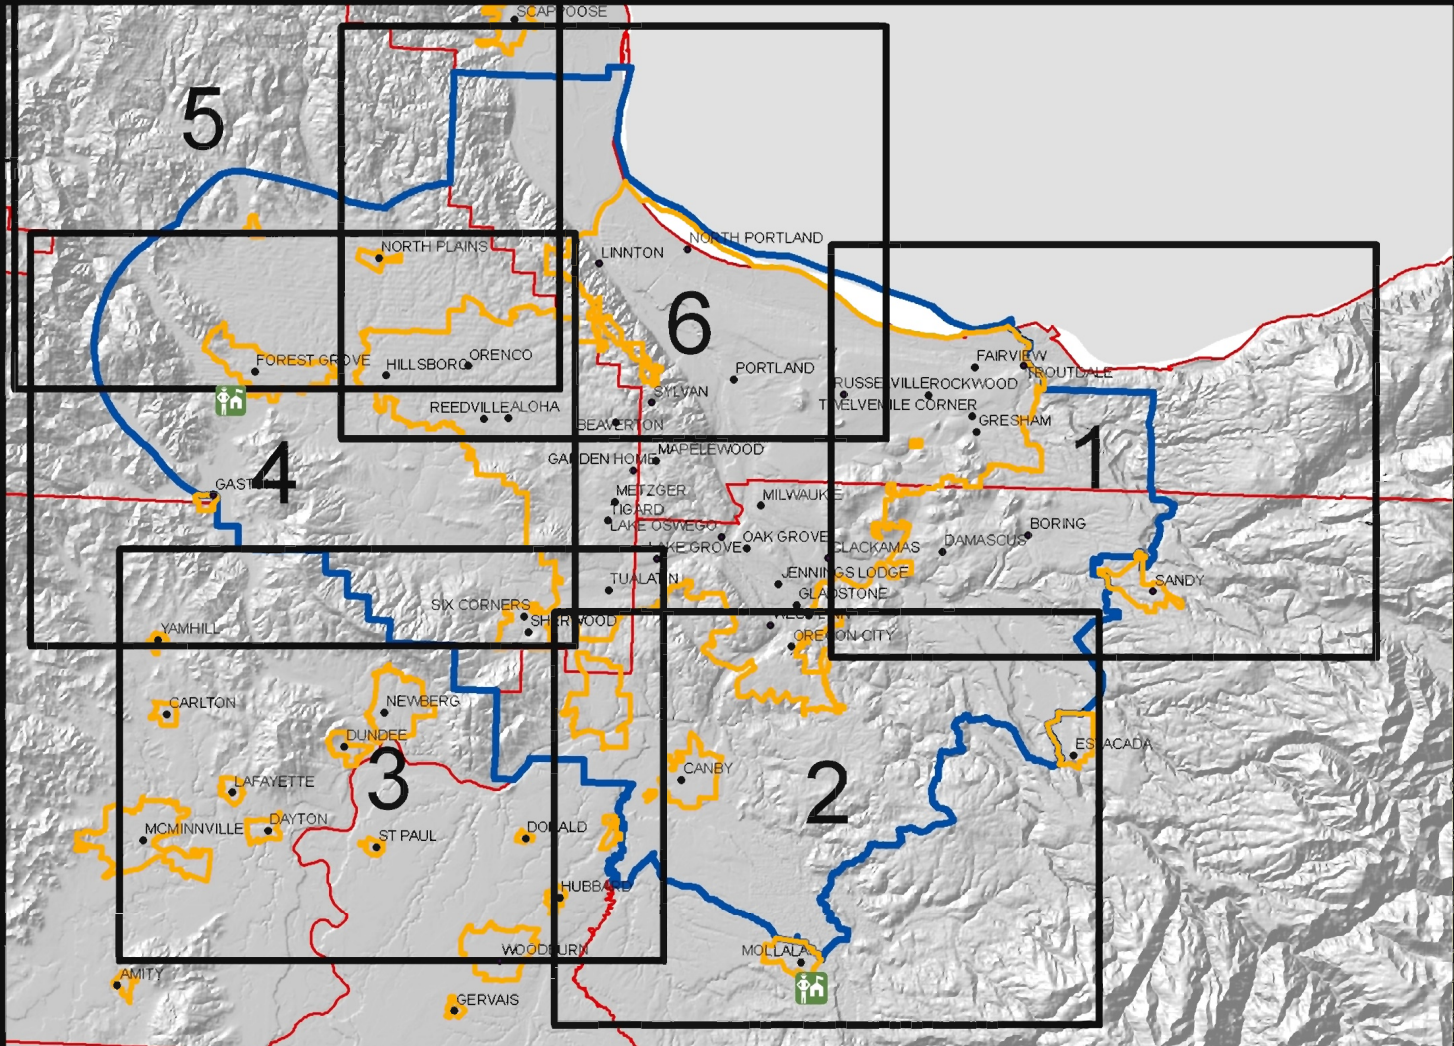 SCAPPOOSE
5
NORTH PORTLAND
NORTH PLAINS
LINNTON
6
FAIRVIEW
FOREST GROVE
HILLSBORO
ORENCO
PORTLAND
TROUTDALE
RUSSELVILLE
ROCKWOOD
SYLVAN
REEDVILLE
ALOHA
TWELVEMILE CORNER
BEAVERTON
GRESHAM
1
GARDEN HOME
MAPELEWOOD
4
METZGER
MILWAUKIE
TIGARD
LAKE OSWEGO
BORING
LAKE GROVE
OAK GROVE
CLACKAMAS
DAMASCUS
TUALATIN
JENNINGS LODGE
SANDY
GLADSTONE
SIX CORNERS
SHERWOOD
YAMHILL
OREGON CITY
CARLTON
NEWBERG
DUNDEE
ESTACADA
3
CANBY
2
LAFAYETTE
MCMINNVILLE
DAYTON
ST PAUL
DONALD
HUBBARD
WOODBURN
MOLLALA
AMITY
GERVAIS